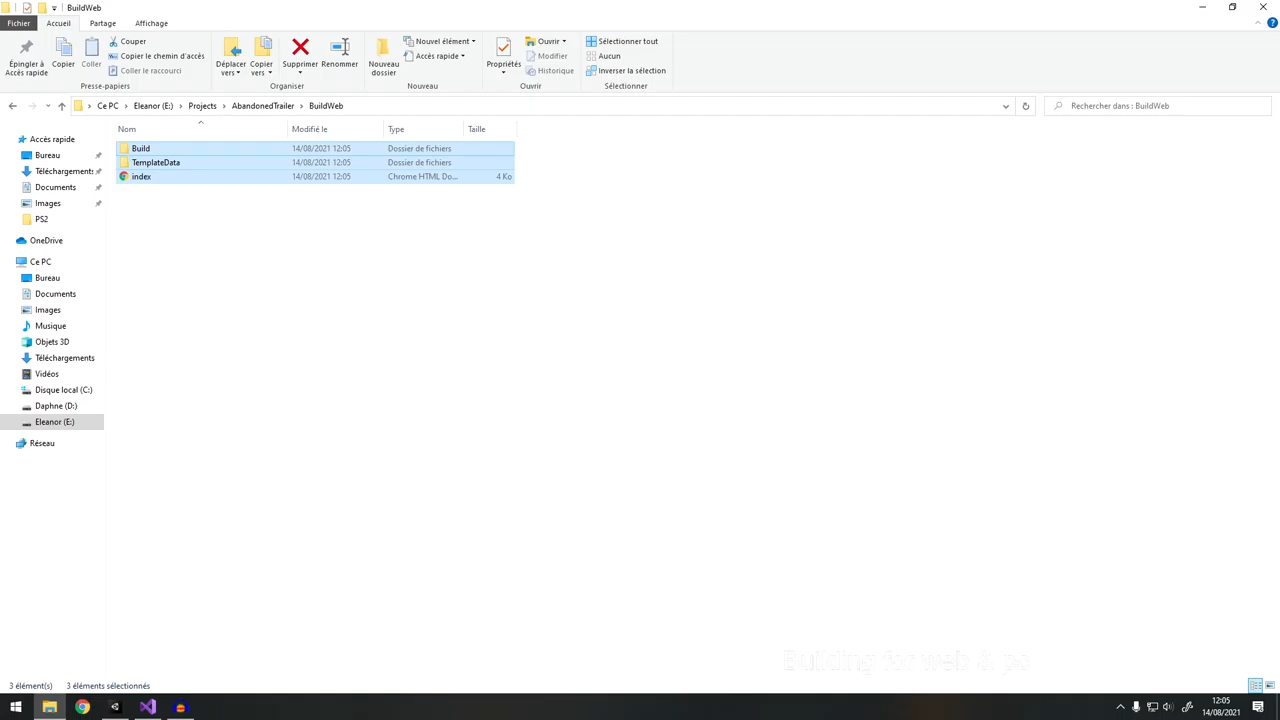 BuildWeb
Fichier Accueil Partage Affichage
Épingler à Accès rapide
Copier
Coller
Couper
Copier le chemin d'accès
Coller le raccourci
Déplacer vers
Copier vers
Supprimer
Renommer
Nouveau dossier
Nouvel élément
Accès rapide
Propriétés
Ouvrir
Modifier
Historique
Sélectionner tout
Aucun
Inverser la sélection
Presse-papiers Organiser Nouveau Ouvrir Sélectionner
Ce PC > Eleanor (E:) > Projects > AbandonedTrailer > BuildWeb
Rechercher dans : BuildWeb
Nom Modifié le Type Taille
Build 14/08/2021 12:05 Dossier de fichiers
TemplateData 14/08/2021 12:05 Dossier de fichiers
index 14/08/2021 12:05 Chrome HTML Do... 4 Ko
Accès rapide
Bureau
Téléchargements
Documents
Images
PS2
OneDrive
Ce PC
Bureau
Documents
Images
Musique
Objets 3D
Téléchargements
Vidéos
Disque local (C:)
Daphne (D:)
Eleanor (E:)
Réseau
Building for web & pc
3 élément(s) 3 éléments sélectionnés
12:05
14/08/2021